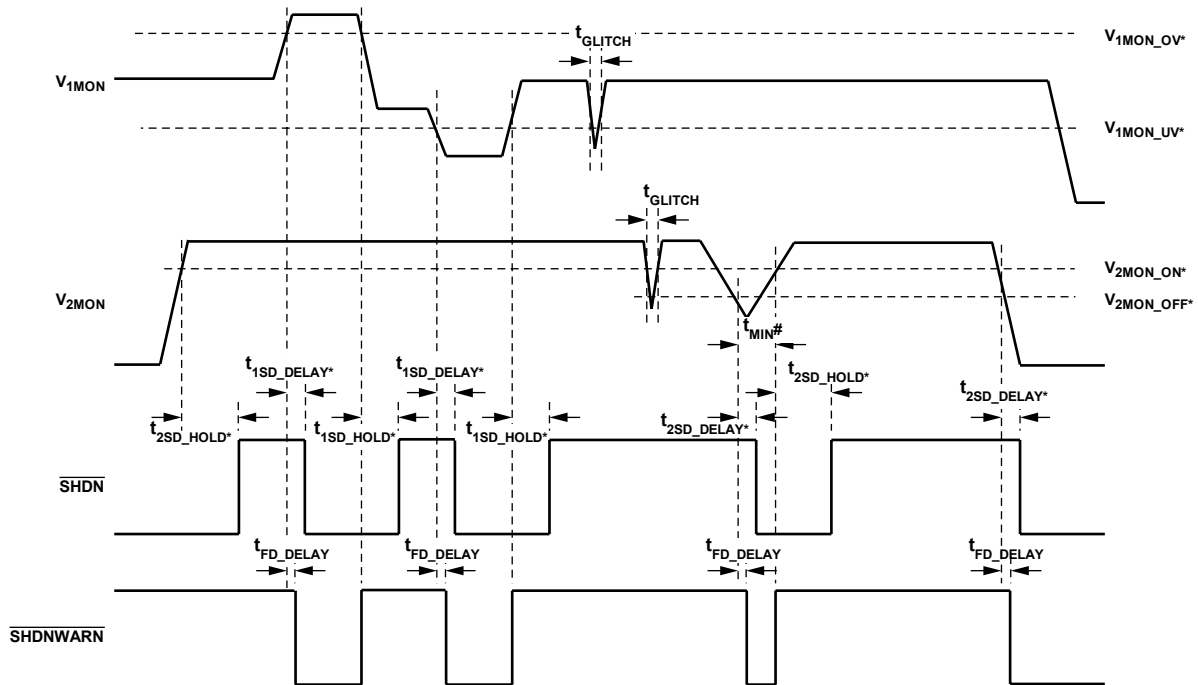 tGLITCH
V1MON_OV*
V1MON
V1MON_UV*
tGLITCH
V2MON_ON*
V2MON
V2MON_OFF*
tMIN#
t1SD_DELAY*
t1SD_DELAY*
t2SD_HOLD*
t2SD_DELAY*
t2SD_HOLD*
t1SD_HOLD*
t1SD_HOLD*
t2SD_DELAY*
SHDN
tFD_DELAY
tFD_DELAY
tFD_DELAY
tFD_DELAY
SHDNWARN